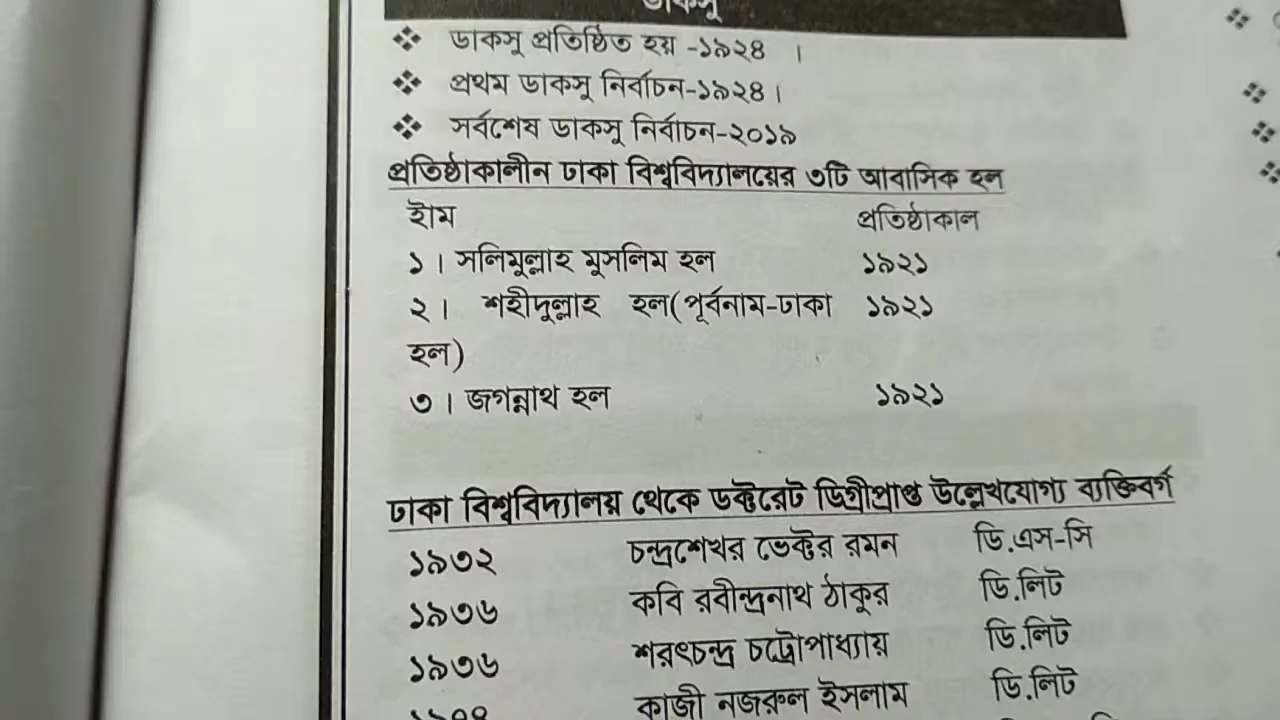 ডাকসু
❖ ডাকসু প্রতিষ্ঠিত হয় -১৯২৪ ।
❖ প্রথম ডাকসু নির্বাচন-১৯২৪।
❖ সর্বশেষ ডাকসু নির্বাচন-২০১৯
প্রতিষ্ঠাকালীন ঢাকা বিশ্ববিদ্যালয়ের ৩টি আবাসিক হল
হাম প্রতিষ্ঠাকাল
১। সলিমুল্লাহ মুসলিম হল ১৯২১
২। শহীদুল্লাহ হল(পূর্বনাম-ঢাকা ১৯২১
হল)
৩। জগন্নাথ হল ১৯২১
ঢাকা বিশ্ববিদ্যালয় থেকে ডক্টরেট ডিগ্রীপ্রাপ্ত উল্লেখযোগ্য ব্যক্তিবর্গ
১৯৩২ চন্দ্রশেখর ভেক্টর রমন ডি.এস-সি
১৯৩৬ কবি রবীন্দ্রনাথ ঠাকুর ডি.লিট
১৯৩৬ শরৎচন্দ্র চট্রোপাধ্যায় ডি.লিট
কাজী নজরুল ইসলাম ডি.লিট